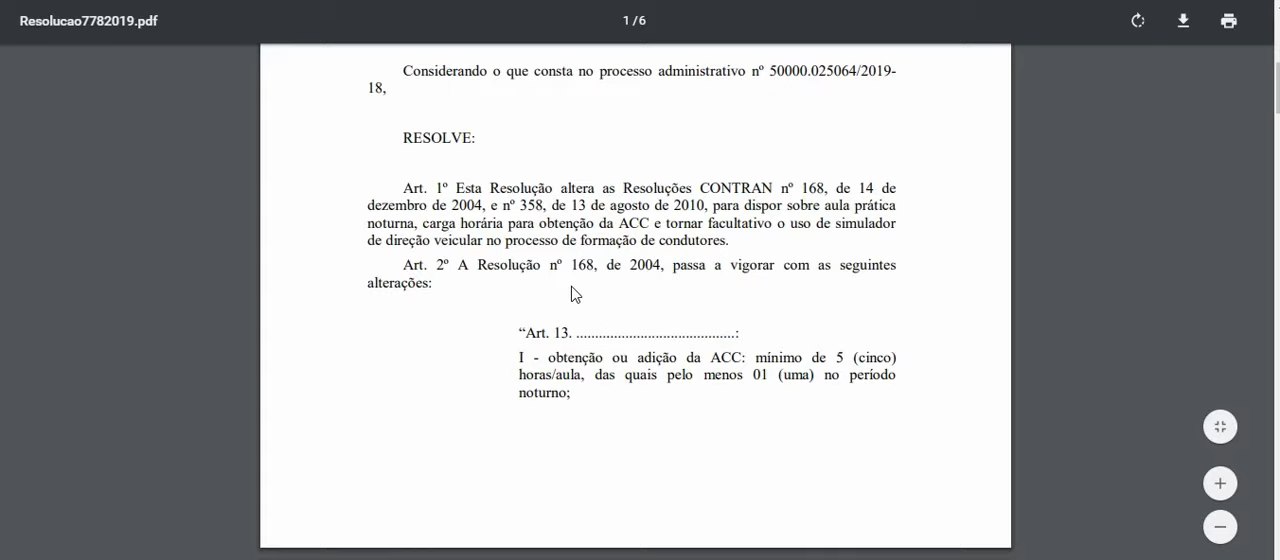 Resolucao7782019.pdf
1 / 6
Considerando o que consta no processo administrativo nº 50000.025064/2019-
18,
RESOLVE:
Art. 1º Esta Resolução altera as Resoluções CONTRAN nº 168, de 14 de
dezembro de 2004, e nº 358, de 13 de agosto de 2010, para dispor sobre aula prática
noturna, carga horária para obtenção da ACC e tornar facultativo o uso de simulador
de direção veicular no processo de formação de condutores.
Art. 2º A Resolução nº 168, de 2004, passa a vigorar com as seguintes
alterações:
“Art. 13. ..........................................:
I - obtenção ou adição da ACC: mínimo de 5 (cinco)
horas/aula, das quais pelo menos 01 (uma) no período
noturno;